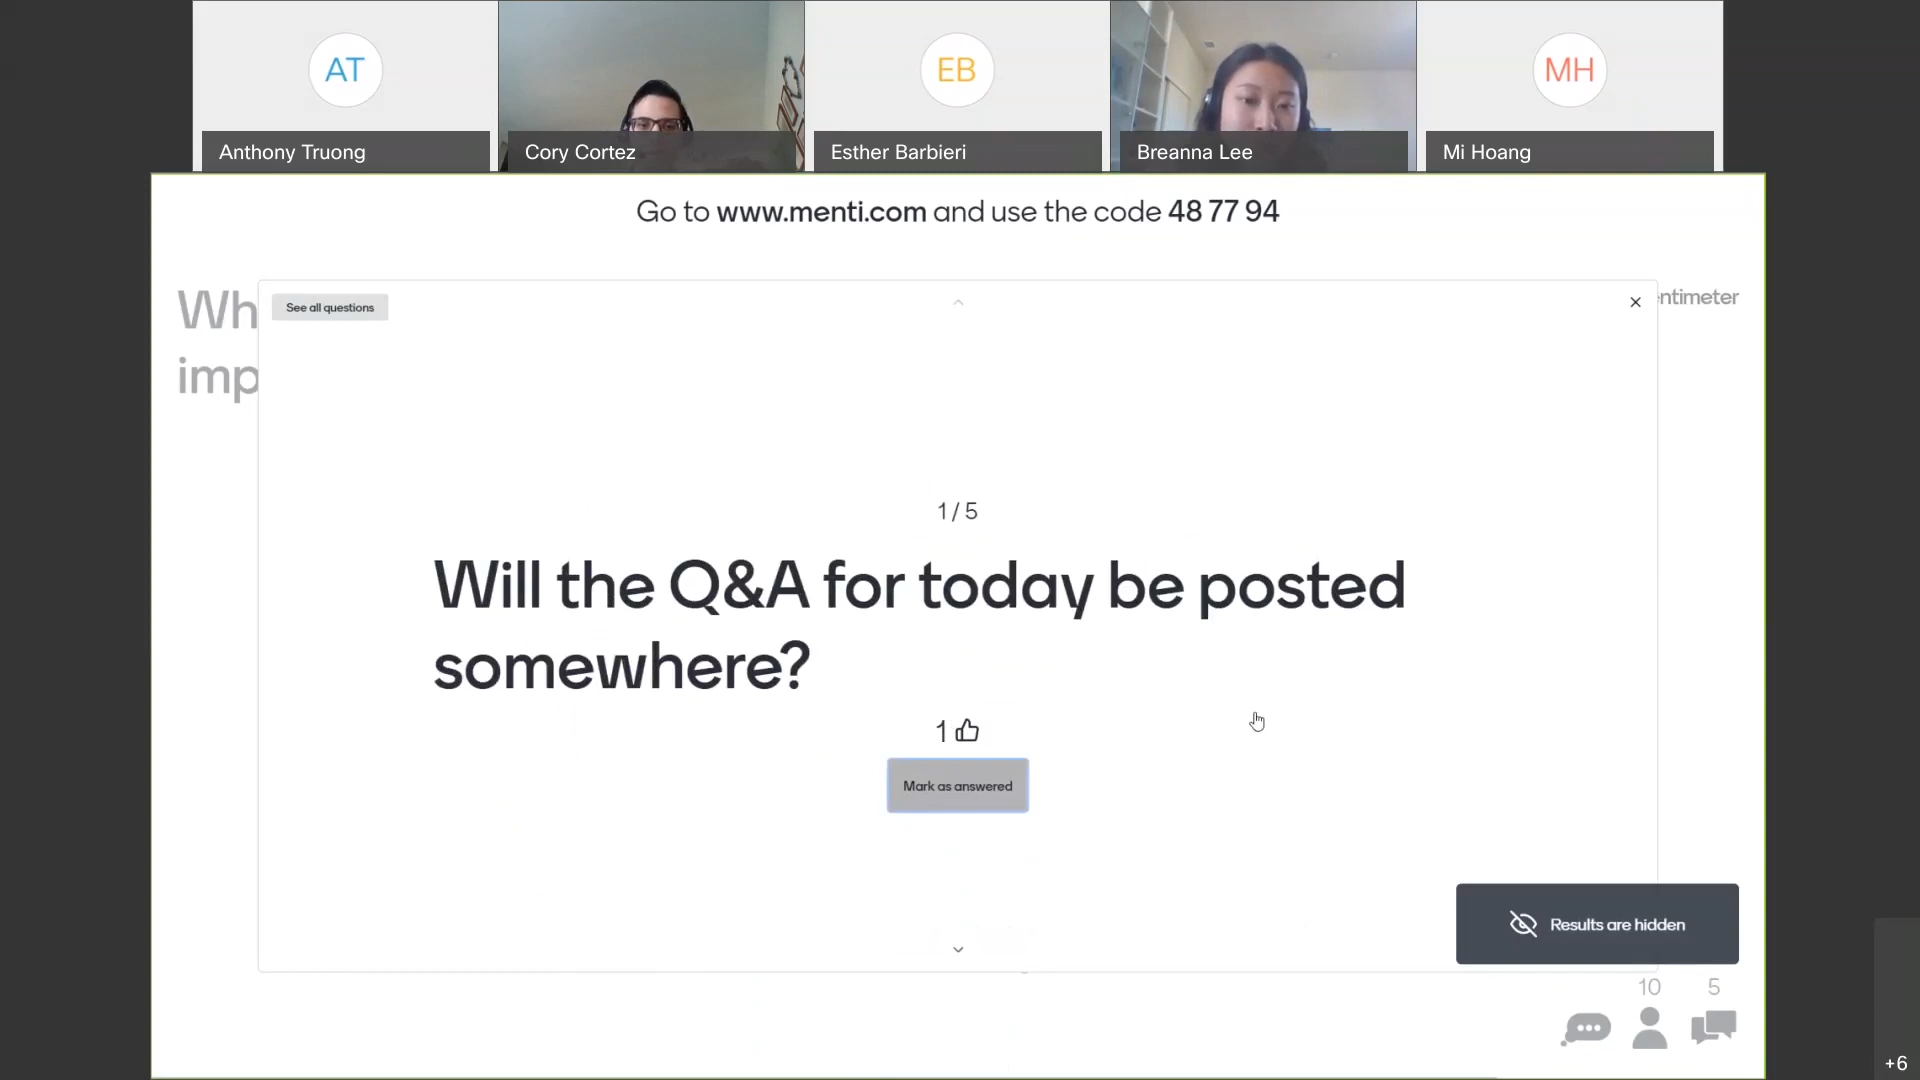 AT
EB
MH
Anthony Truong
Cory Cortez
Esther Barbieri
Breanna Lee
Mi Hoang
Go to www.menti.com and use the code 48 77 94
Wh
imp
See all questions
ntimeter
1 / 5
Will the Q&A for today be posted
somewhere?
1
Mark as answered
Results are hidden
10 5
+6